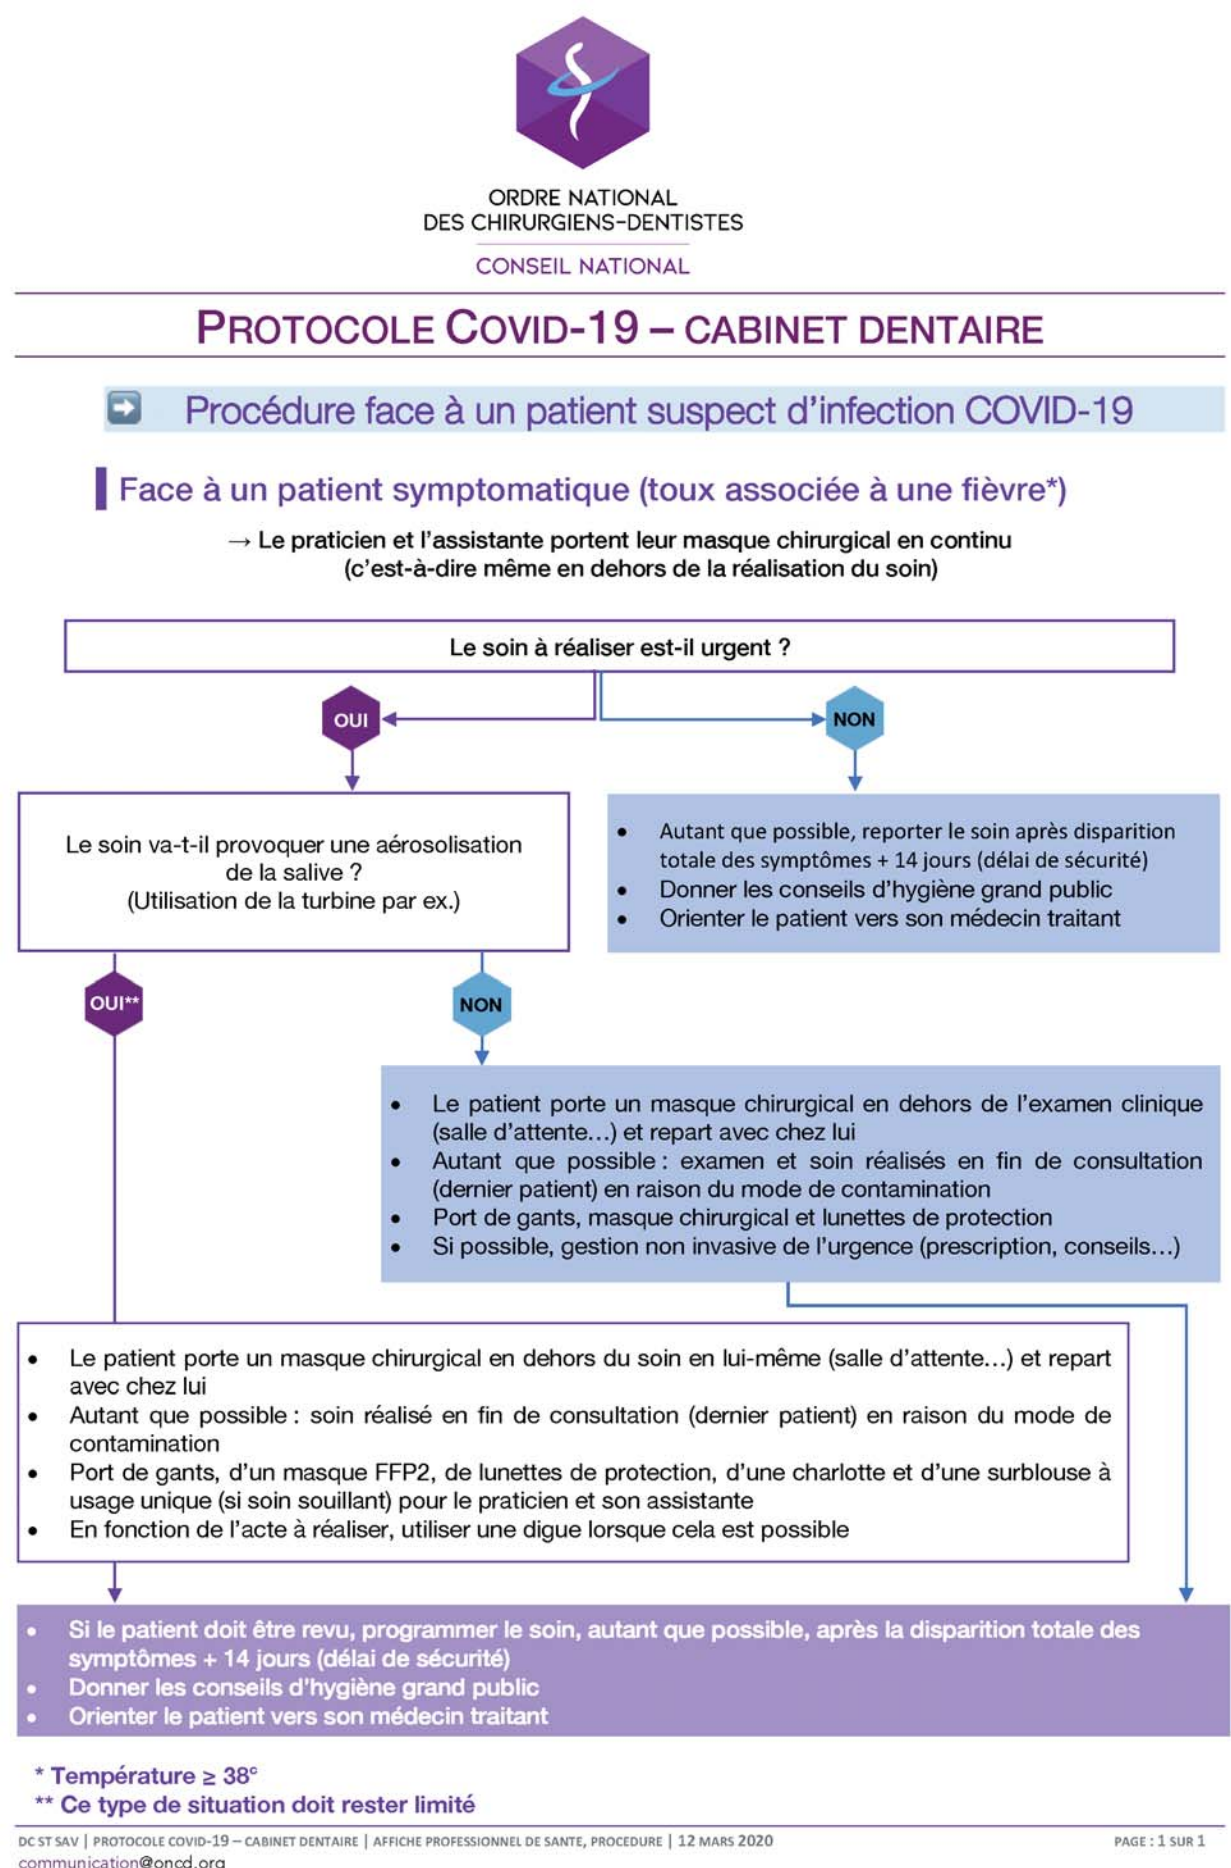 ORDRE NATIONAL
DES CHIRURGIENS-DENTISTES
CONSEIL NATIONAL
PROTOCOLE COVID-19 – CABINET DENTAIRE
Procédure face à un patient suspect d'infection COVID-19
Face à un patient symptomatique (toux associée à une fièvre*)
→ Le praticien et l'assistante portent leur masque chirurgical en continu
(c'est-à-dire même en dehors de la réalisation du soin)
Le soin à réaliser est-il urgent ?
OUI
NON
Le soin va-t-il provoquer une aérosolisation
de la salive ?
(Utilisation de la turbine par ex.)
• Autant que possible, reporter le soin après disparition
totale des symptômes + 14 jours (délai de sécurité)
• Donner les conseils d'hygiène grand public
• Orienter le patient vers son médecin traitant
OUI**
NON
• Le patient porte un masque chirurgical en dehors de l'examen clinique
(salle d'attente…) et repart avec chez lui
• Autant que possible : examen et soin réalisés en fin de consultation
(dernier patient) en raison du mode de contamination
• Port de gants, masque chirurgical et lunettes de protection
• Si possible, gestion non invasive de l'urgence (prescription, conseils…)
• Le patient porte un masque chirurgical en dehors du soin en lui-même (salle d'attente…) et repart
avec chez lui
• Autant que possible : soin réalisé en fin de consultation (dernier patient) en raison du mode de
contamination
• Port de gants, d'un masque FFP2, de lunettes de protection, d'une charlotte et d'une surblouse à
usage unique (si soin souillant) pour le praticien et son assistante
• En fonction de l'acte à réaliser, utiliser une digue lorsque cela est possible
• Si le patient doit être revu, programmer le soin, autant que possible, après la disparition totale des
symptômes + 14 jours (délai de sécurité)
• Donner les conseils d'hygiène grand public
• Orienter le patient vers son médecin traitant
* Température ≥ 38°
** Ce type de situation doit rester limité
DC ST SAV | PROTOCOLE COVID-19 – CABINET DENTAIRE | AFFICHE PROFESSIONNEL DE SANTE, PROCEDURE | 12 MARS 2020
PAGE : 1 SUR 1
communication@oncd.org